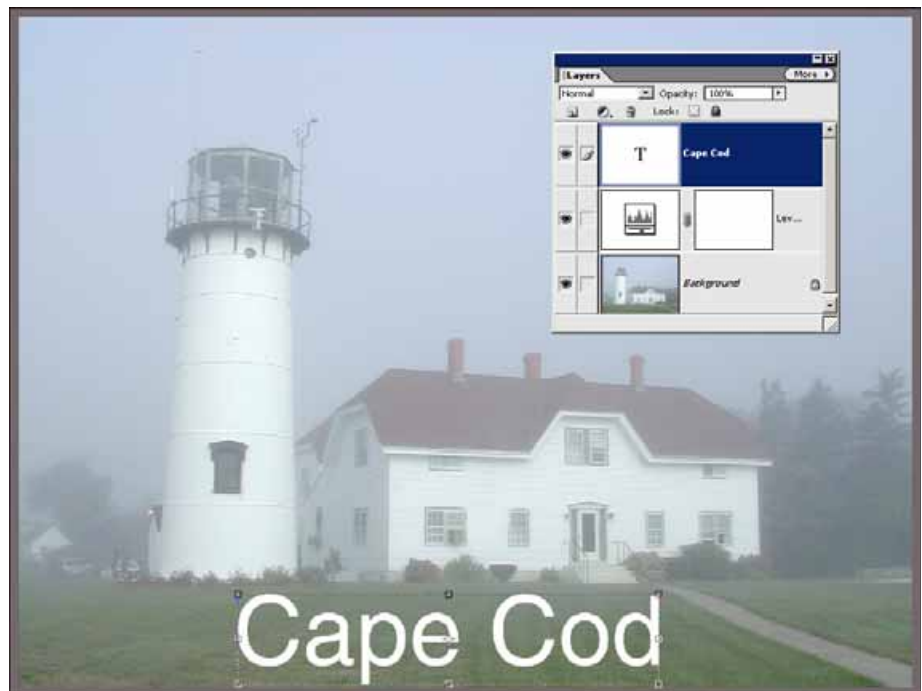 Layers
More
Normal
Opacity: 100%
Lock:
T
Cape Cod
Lev...
Background
Cape Cod